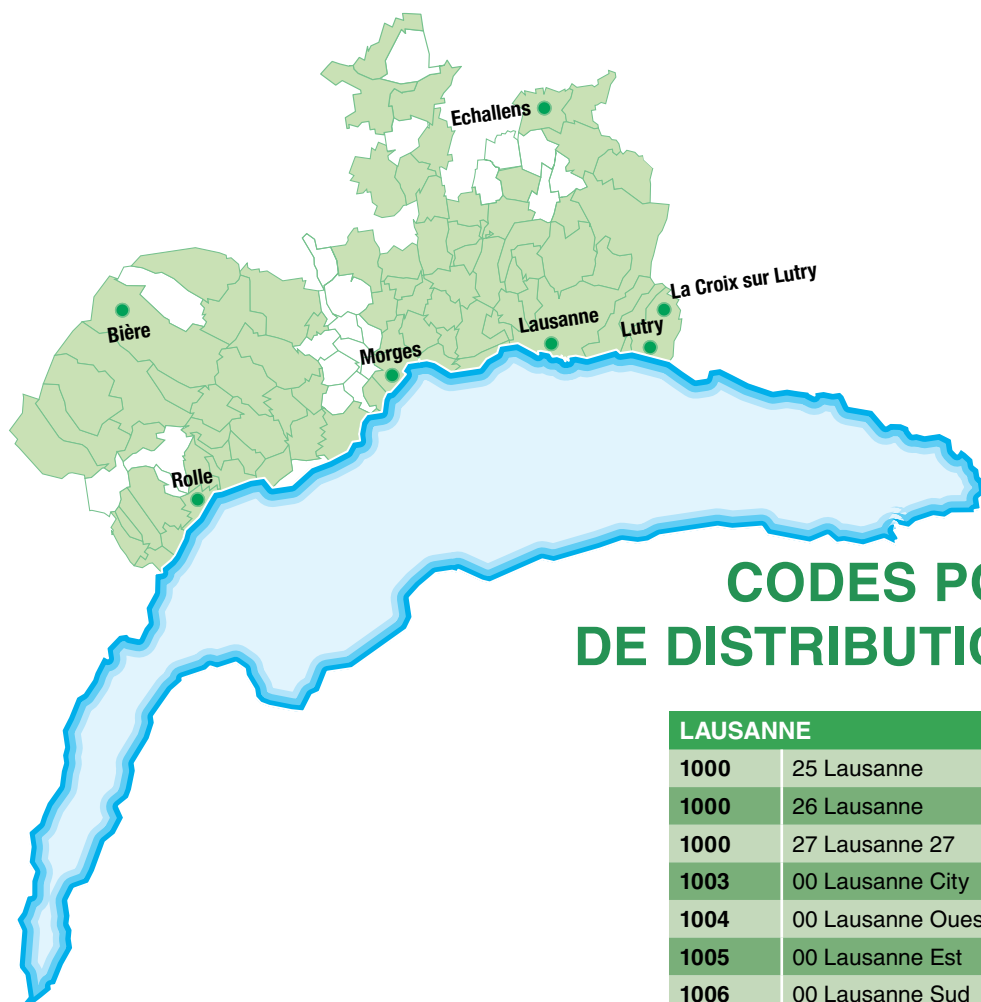 Echallens
La Croix sur Lutry
Bière
Lausanne
Lutry
Morges
Rolle
CODES PO
DE DISTRIBUTIO
LAUSANNE
1000 25 Lausanne
1000 26 Lausanne
1000 27 Lausanne 27
1003 00 Lausanne City
1004 00 Lausanne Oues
1005 00 Lausanne Est
1006 00 Lausanne Sud